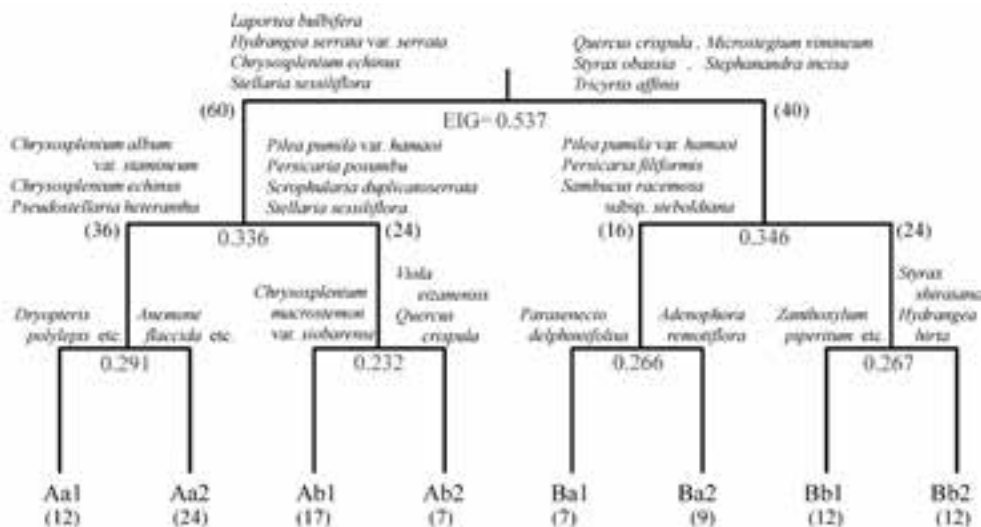 Laportea bulbifera
Hydrangea serrata var. serrata
Chrysosplenium echinus
Stellaria sessiliflora
Quercus crispula , Microstegium vimineum
Styrax obassia , Stephanandra incisa
Tricyrtis affinis
(60)
EIG= 0.537
(40)
Chrysosplenium album
var. stamineum
Chrysosplenium echinus
Pseudostellaria heterantha
Pilea pumila var. hamaoi
Persicaria posumbu
Scrophularia duplicatoserrata
Stellaria sessiliflora
Pilea pumila var. hamaoi
Persicaria filiformis
Sambucus racemosa
subsp. sieboldiana
(36)
0.336
(24)
(16)
0.346
(24)
Dryopteris
polylepis etc.
Anemone
flaccida etc.
Chrysosplenium
macrostemon
var. siobarense
Viola
eizanensis
Quercus
crispula
Parasenecio
delphiniifolius
Adenophora
remotiflora
Zanthoxylum
piperitum etc.
Styrax
shirasana
Hydrangea
hirta
0.291
0.232
0.266
0.267
Aa1 Aa2 Ab1 Ab2 Ba1 Ba2 Bb1 Bb2
(12) (24) (17) (7) (7) (9) (12) (12)